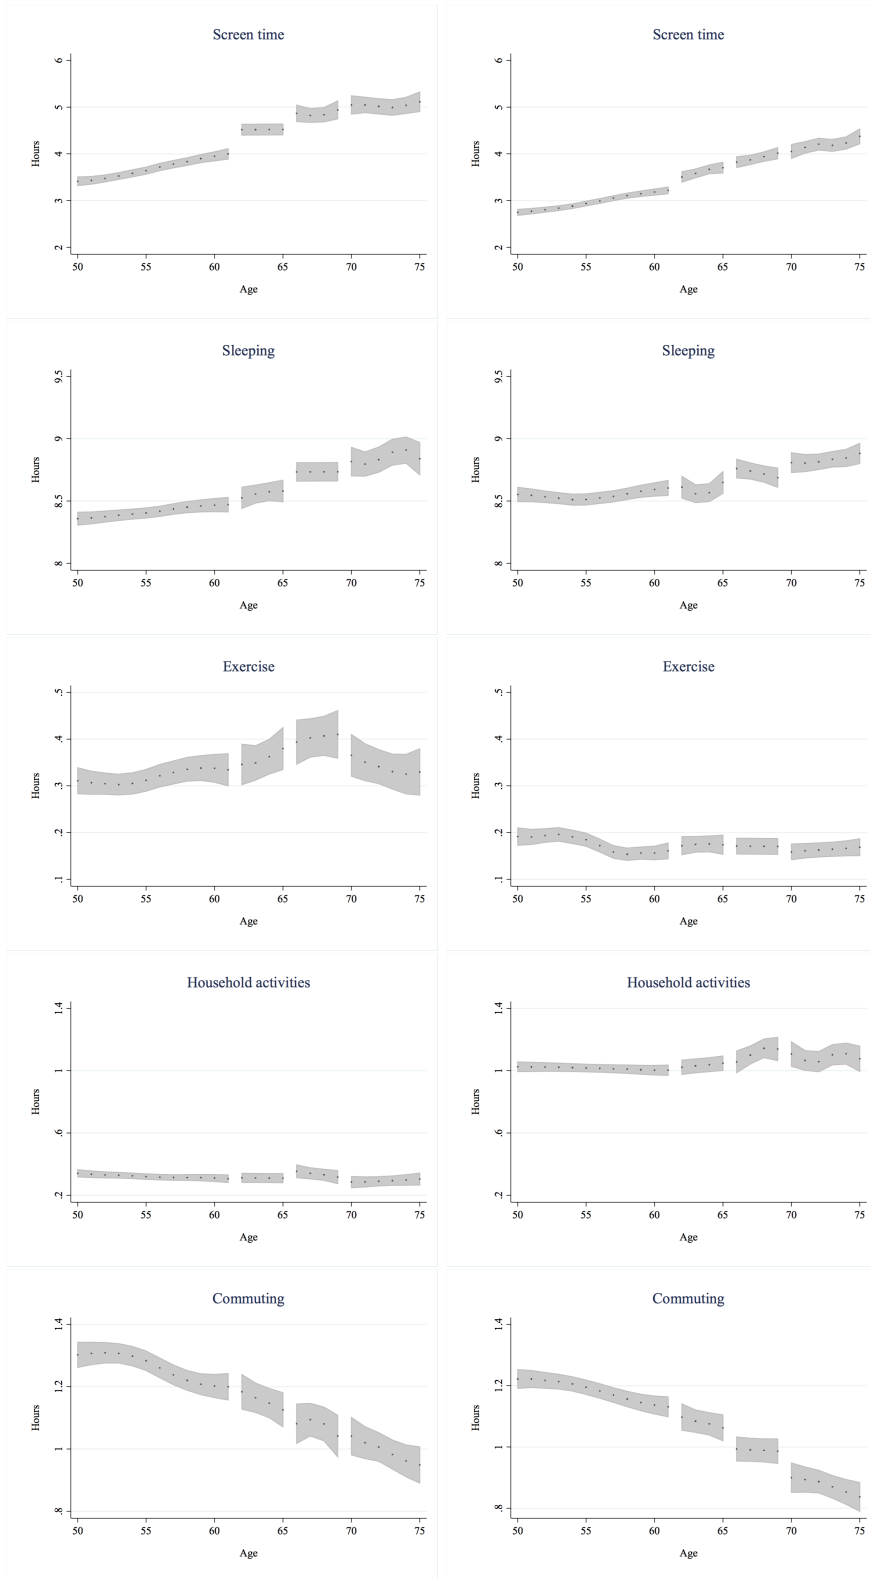 Screen time
Screen time
6
5
4
3
2
Hours
50 55 60 65 70 75
Age
6
5
4
3
2
Hours
50 55 60 65 70 75
Age
Sleeping
Sleeping
9.5
9
8.5
8
Hours
50 55 60 65 70 75
Age
9.5
9
8.5
8
Hours
50 55 60 65 70 75
Age
Exercise
Exercise
.5
.4
.3
.2
.1
Hours
50 55 60 65 70 75
Age
.5
.4
.3
.2
.1
Hours
50 55 60 65 70 75
Age
Household activities
Household activities
1.4
1
.6
.2
Hours
50 55 60 65 70 75
Age
1.4
1
.6
.2
Hours
50 55 60 65 70 75
Age
Commuting
Commuting
1.4
1.2
1
.8
Hours
50 55 60 65 70 75
Age
1.4
1.2
1
.8
Hours
50 55 60 65 70 75
Age